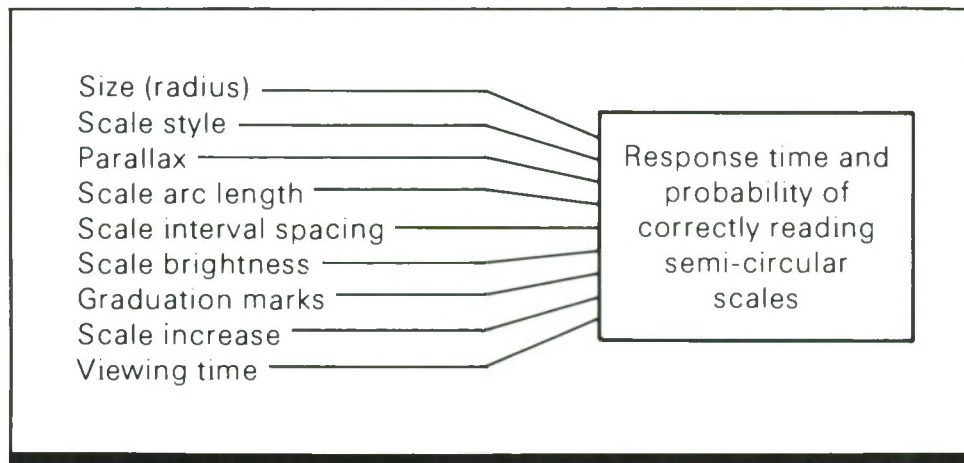 Size (radius)
Scale style
Parallax
Scale arc length
Scale interval spacing
Scale brightness
Graduation marks
Scale increase
Viewing time
Response time and
probability of
correctly reading
semi-circular
scales